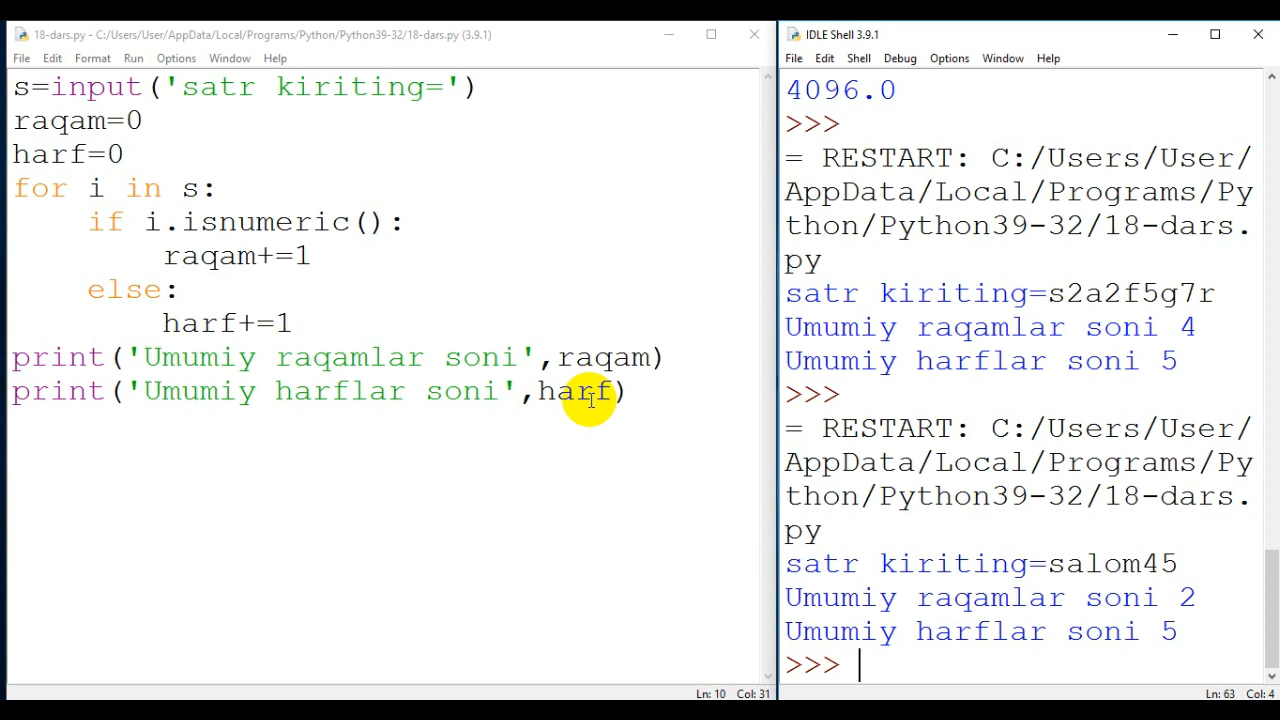 18-dars.py - C:/Users/User/AppData/Local/Programs/Python/Python39-32/18-dars.py (3.9.1)
File Edit Format Run Options Window Help
s=input('satr kiriting=')
raqam=0
harf=0
for i in s:
    if i.isnumeric():
        raqam+=1
    else:
        harf+=1
print('Umumiy raqamlar soni',raqam)
print('Umumiy harflar soni',harf)
Ln: 10 Col: 31
IDLE Shell 3.9.1
File Edit Shell Debug Options Window Help
4096.0
>>>
= RESTART: C:/Users/User/
AppData/Local/Programs/Py
thon/Python39-32/18-dars.
py
satr kiriting=s2a2f5g7r
Umumiy raqamlar soni 4
Umumiy harflar soni 5
>>>
= RESTART: C:/Users/User/
AppData/Local/Programs/Py
thon/Python39-32/18-dars.
py
satr kiriting=salom45
Umumiy raqamlar soni 2
Umumiy harflar soni 5
>>>
Ln: 63 Col: 4